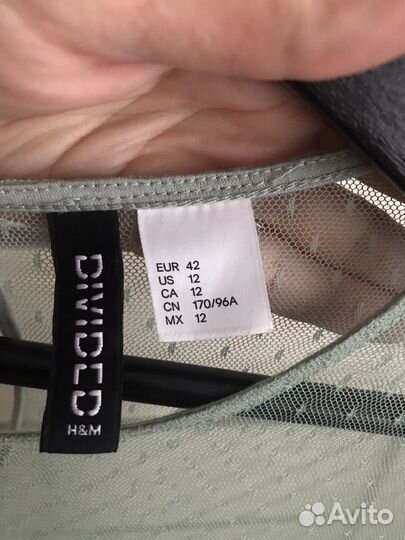 DIVIDED
H&M
EUR 42
US 12
CA 12
CN 170/96A
MX 12
Avito